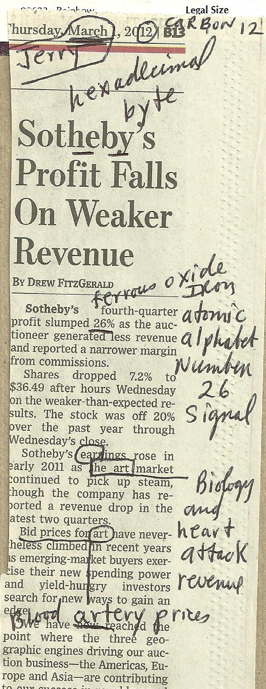 Legal Size
Thursday, March 1, 2012 B13
CARBON 12
Jerry
hexadecimal
byte
Sotheby's
Profit Falls
On Weaker
Revenue
By Drew FitzGerald
ferrous oxide
Iron
atomic
alphabet
Number
26
Signal
Sotheby's fourth-quarter
profit slumped 26% as the auc-
tioneer generated less revenue
and reported a narrower margin
from commissions.
Shares dropped 7.2% to
$36.49 after hours Wednesday
on the weaker-than-expected re-
sults. The stock was off 20%
over the past year through
Wednesday's close.
Sotheby's earnings rose in
early 2011 as the art market
continued to pick up steam,
though the company has re-
ported a revenue drop in the
latest two quarters.
Biology
and
heart
attack
revenue
Bid prices for art have never-
theless climbed in recent years
as emerging-market buyers exer-
cise their new spending power
and yield-hungry investors
search for new ways to gain an
edge.
Blood artery prices
"We have now reached the
point where the three geo-
graphic engines driving our auc-
tion business—the Americas, Eu-
rope and Asia—are contributing